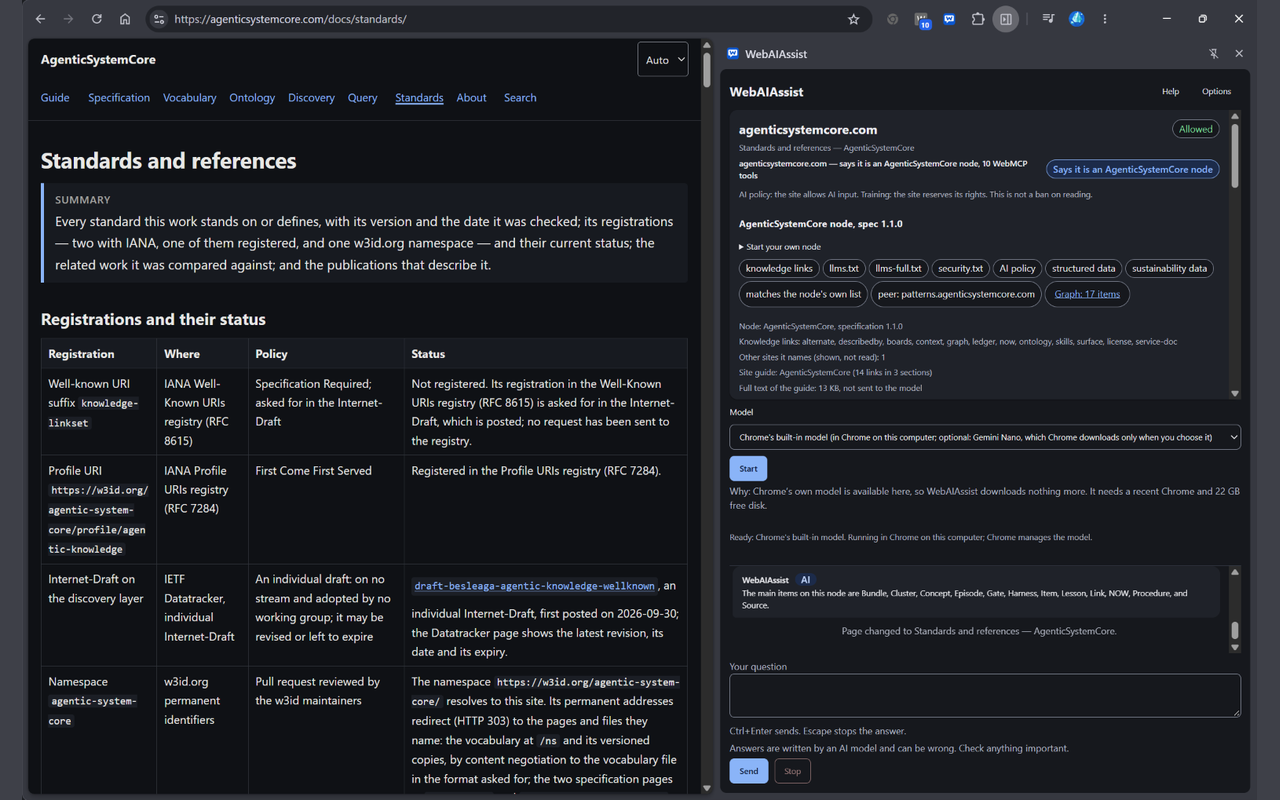 https://agenticsystemcore.com/docs/standards/
10
AgenticSystemCore
Auto
Guide Specification Vocabulary Ontology Discovery Query Standards About Search
Standards and references
SUMMARY
Every standard this work stands on or defines, with its version and the date it was checked; its registrations
— two with IANA, one of them registered, and one w3id.org namespace — and their current status; the
related work it was compared against; and the publications that describe it.
Registrations and their status
Registration Where Policy Status
Well-known URI
suffix knowledge-
linkset
IANA Well-
Known URIs
registry (RFC
8615)
Specification Required;
asked for in the Internet-
Draft
Not registered. Its registration in the Well-Known
URIs registry (RFC 8615) is asked for in the Internet-
Draft, which is posted; no request has been sent to
the registry.
Profile URI
https://w3id.org/
agentic-system-
core/profile/agen
tic-knowledge
IANA Profile
URIs registry
(RFC 7284)
First Come First Served
Registered in the Profile URIs registry (RFC 7284).
Internet-Draft on
the discovery layer
IETF
Datatracker,
individual
Internet-Draft
An individual draft: on no
stream and adopted by no
working group; it may be
revised or left to expire
draft-besleaga-agentic-knowledge-wellknown, an
individual Internet-Draft, first posted on 2026-09-30;
the Datatracker page shows the latest revision, its
date and its expiry.
Namespace
agentic-system-
core
w3id.org
permanent
identifiers
Pull request reviewed by
the w3id maintainers
The namespace https://w3id.org/agentic-system-
core/ resolves to this site. Its permanent addresses
redirect (HTTP 303) to the pages and files they
name: the vocabulary at /ns and its versioned
copies, by content negotiation to the vocabulary file
in the format asked for; the two specification pages
WebAIAssist
WebAIAssist
Help Options
agenticsystemcore.com
Allowed
Standards and references — AgenticSystemCore
agenticsystemcore.com — says it is an AgenticSystemCore node, 10 WebMCP
tools
Says it is an AgenticSystemCore node
AI policy: the site allows AI input. Training: the site reserves its rights. This is not a ban on reading.
AgenticSystemCore node, spec 1.1.0
Start your own node
knowledge links llms.txt llms-full.txt security.txt AI policy structured data sustainability data
matches the node's own list peer: patterns.agenticsystemcore.com Graph: 17 items
Node: AgenticSystemCore, specification 1.1.0
Knowledge links: alternate, describedby, boards, context, graph, ledger, now, ontology, skills, surface, license, service-doc
Other sites it names (shown, not read): 1
Site guide: AgenticSystemCore (14 links in 3 sections)
Full text of the guide: 13 KB, not sent to the model
Model
Chrome's built-in model (in Chrome on this computer; optional: Gemini Nano, which Chrome downloads only when you choose it)
Start
Why: Chrome's own model is available here, so WebAIAssist downloads nothing more. It needs a recent Chrome and 22 GB
free disk.
Ready: Chrome's built-in model. Running in Chrome on this computer; Chrome manages the model.
WebAIAssist AI
The main items on this node are Bundle, Cluster, Concept, Episode, Gate, Harness, Item, Lesson, Link, NOW, Procedure, and
Source.
Page changed to Standards and references — AgenticSystemCore.
Your question
Ctrl+Enter sends. Escape stops the answer.
Answers are written by an AI model and can be wrong. Check anything important.
Send Stop